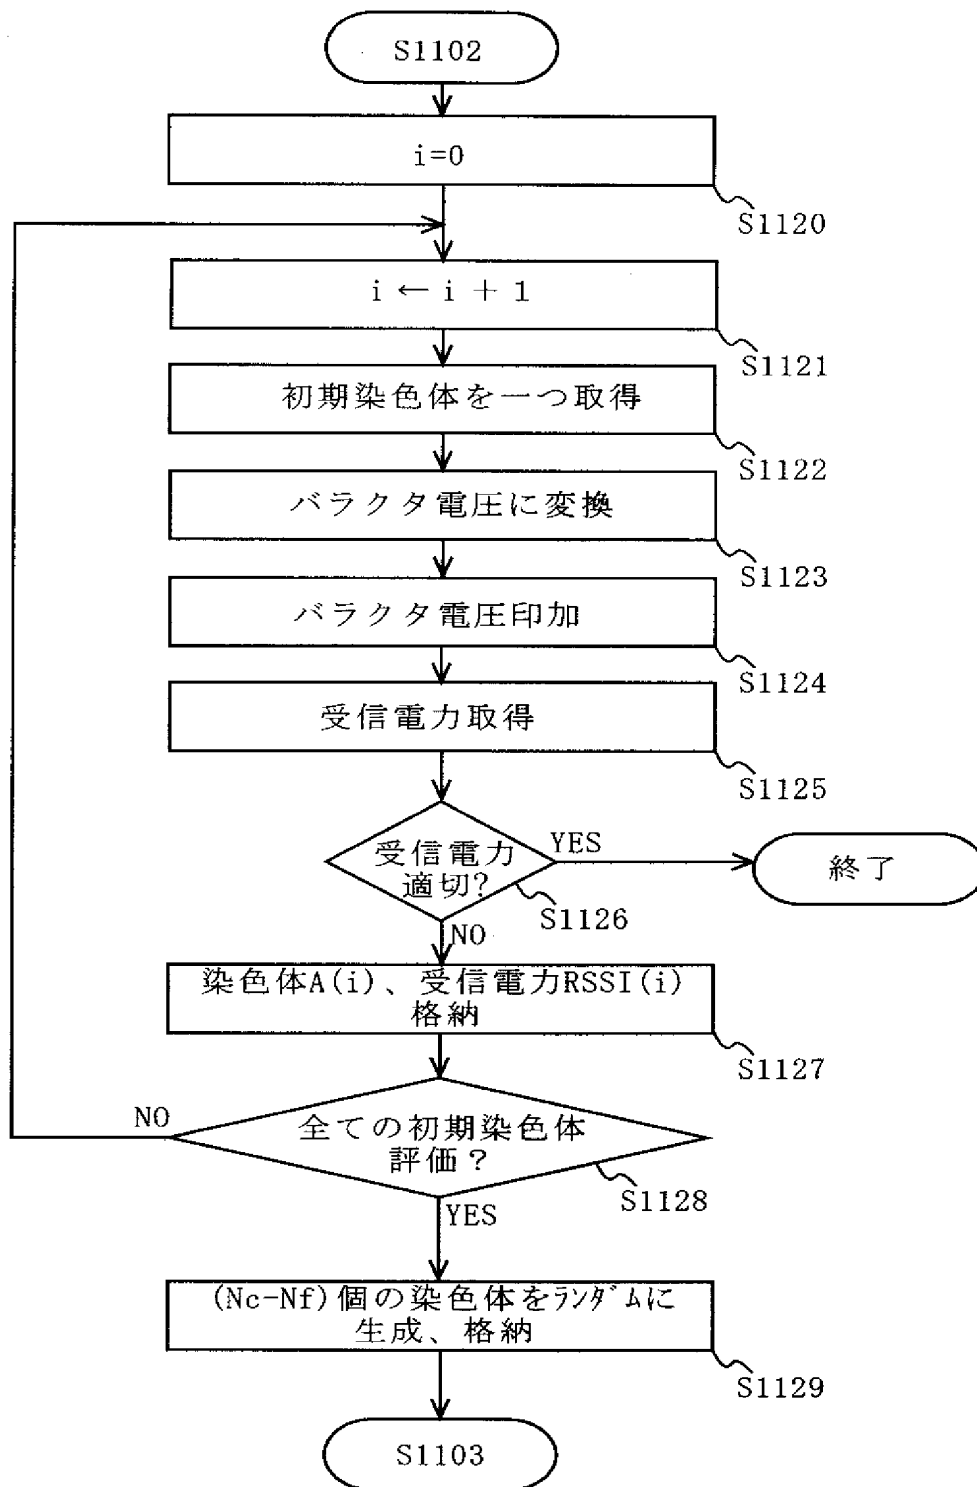 S1102
i=0
S1120
i ← i + 1
S1121
初期染色体を一つ取得
S1122
バラクタ電圧に変換
S1123
バラクタ電圧印加
S1124
受信電力取得
S1125
受信電力
適切?
YES
終了
S1126
NO
染色体A(i)、受信電力RSSI(i)
格納
S1127
NO
全ての初期染色体
評価？
S1128
YES
(Nc-Nf)個の染色体をﾗﾝﾀﾞﾑに
生成、格納
S1129
S1103